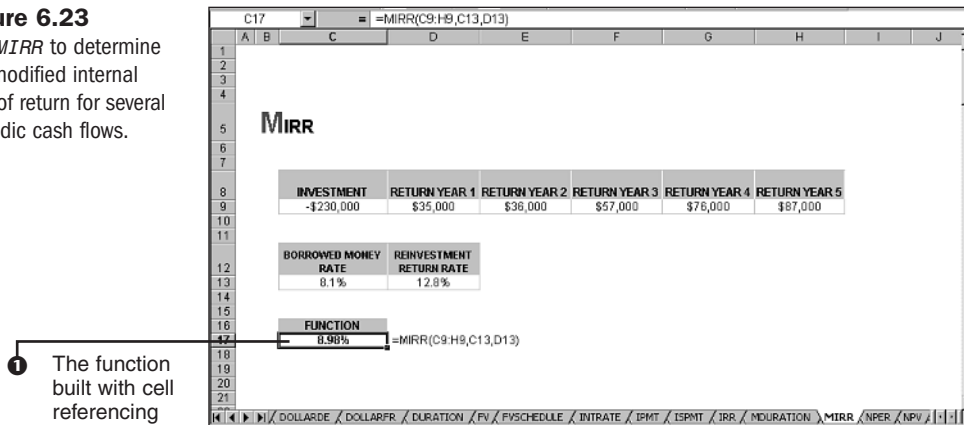 ure 6.23
MIRR to determine
modified internal
of return for several
dic cash flows.
C17 = =MIRR(C9:H9,C13,D13)
A B C D E F G H I J
1
2
3
4
5 MIRR
6
7
8 INVESTMENT RETURN YEAR 1 RETURN YEAR 2 RETURN YEAR 3 RETURN YEAR 4 RETURN YEAR 5
9 -$230,000 $35,000 $36,000 $57,000 $76,000 $87,000
10
11
BORROWED MONEY REINVESTMENT
12 RATE RETURN RATE
13 8.1% 12.8%
14
15
16 FUNCTION
17 8.98% =MIRR(C9:H9,C13,D13)
18
19
20
21
1 The function
built with cell
referencing
DOLLARDE DOLLARFR DURATION FV FVSCHEDULE INTRATE IPMT ISPMT IRR MDURATION MIRR NPER NPV